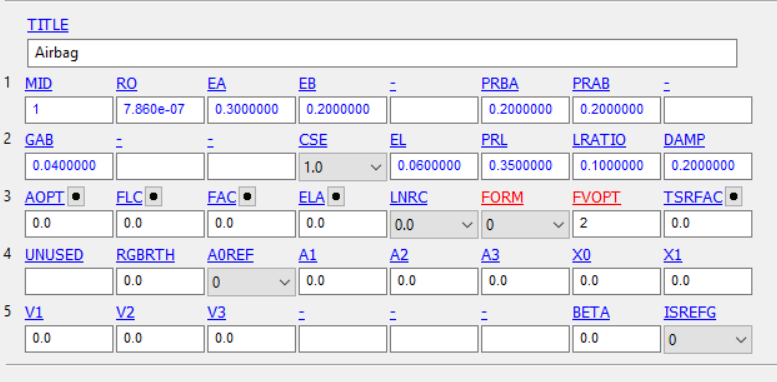 TITLE
Airbag
1 MID RO EA EB - PRBA PRAB -
1 7.860e-07 0.3000000 0.2000000 0.2000000 0.2000000
2 GAB - - CSE EL PRL LRATIO DAMP
0.0400000 1.0 0.0600000 0.3500000 0.1000000 0.2000000
3 AOPT FLC FAC ELA LNRC FORM FVOPT TSRFAC
0.0 0.0 0.0 0.0 0.0 0 2 0.0
4 UNUSED RGBRTH A0REF A1 A2 A3 X0 X1
0.0 0 0.0 0.0 0.0 0.0 0.0
5 V1 V2 V3 - - - BETA ISREFG
0.0 0.0 0.0 0.0 0